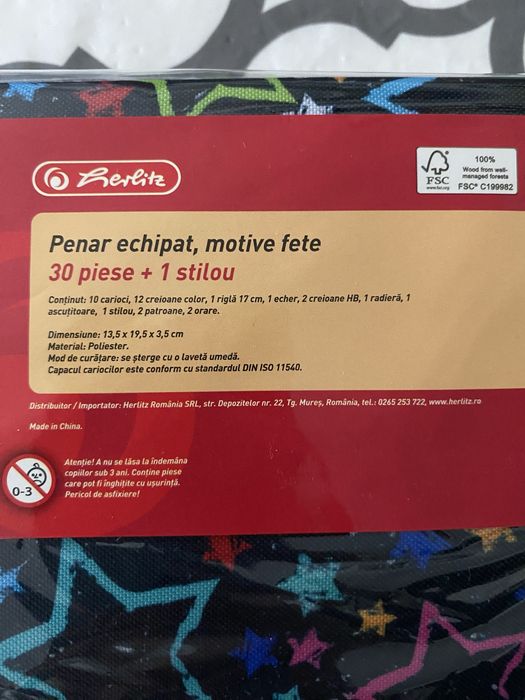 Herlitz
FSC
www.fsc.org
100%
Wood from well-
managed forests
FSC® C199982
Penar echipat, motive fete
30 piese + 1 stilou
Conținut: 10 carioci, 12 creioane color, 1 riglă 17 cm, 1 echer, 2 creioane HB, 1 radieră, 1
ascuțitoare, 1 stilou, 2 patroane, 2 orare.
Dimensiune: 13,5 x 19,5 x 3,5 cm
Material: Poliester.
Mod de curățare: se șterge cu o lavetă umedă.
Capacul cariocilor este conform cu standardul DIN ISO 11540.
Distribuitor / Importator: Herlitz România SRL, str. Depozitelor nr. 22, Tg. Mureș, România, tel.: 0265 253 722, www.herlitz.ro
Made in China.
0-3
Atenție! A nu se lăsa la îndemâna
copiilor sub 3 ani. Conține piese
care pot fi înghițite cu ușurință.
Pericol de asfixiere!